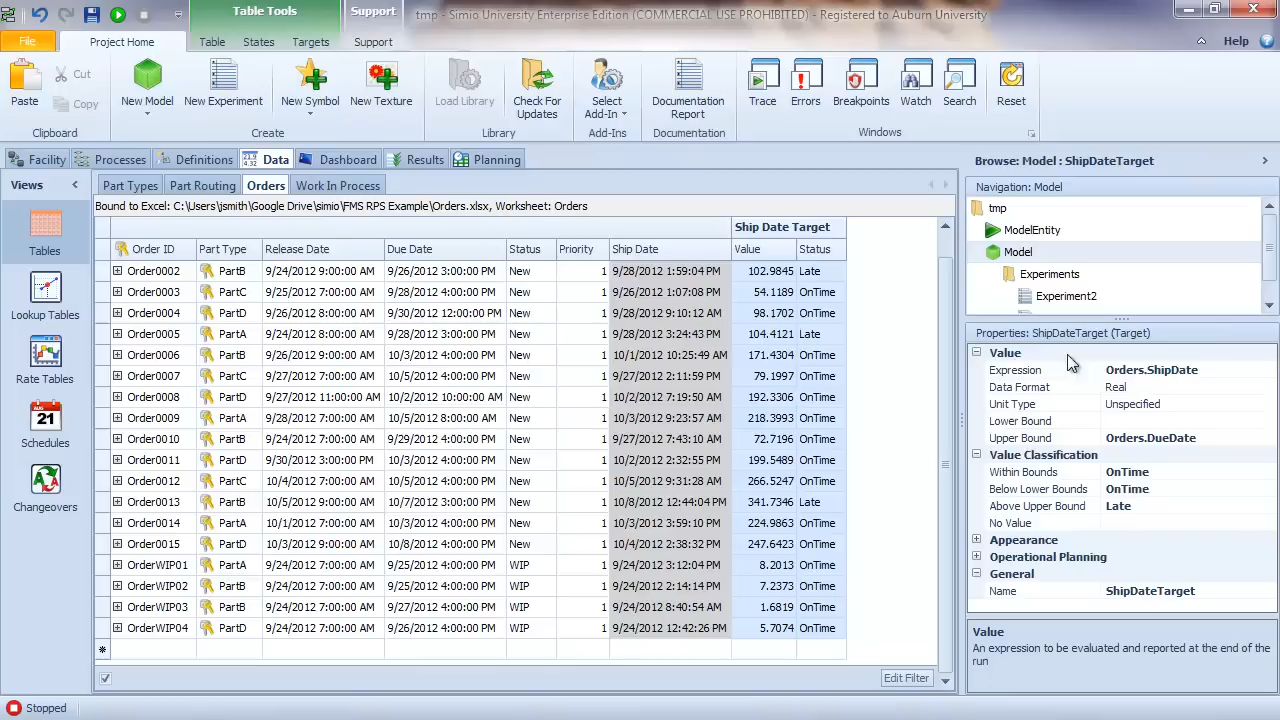 Table Tools
Support
tmp - Simio University Enterprise Edition (COMMERCIAL USE PROHIBITED) - Registered to Auburn University
File
Project Home
Table
States
Targets
Support
Help
Paste
Cut
Copy
New Model
New Experiment
New Symbol
New Texture
Load Library
Check For Updates
Select Add-In
Documentation Report
Trace
Errors
Breakpoints
Watch
Search
Reset
Clipboard
Create
Library
Add-Ins
Documentation
Windows
Facility
Processes
Definitions
Data
Dashboard
Results
Planning
Views
Tables
Lookup Tables
Rate Tables
AUG
21
Schedules
Changeovers
Part Types
Part Routing
Orders
Work In Process
Bound to Excel: C:\Users\jsmith\Google Drive\simio\FMS RPS Example\Orders.xlsx, Worksheet: Orders
Ship Date Target
Order ID Part Type Release Date Due Date Status Priority Ship Date Value Status
Order0002 PartB 9/24/2012 9:00:00 AM 9/26/2012 3:00:00 PM New 1 9/28/2012 1:59:04 PM 102.9845 Late
Order0003 PartC 9/25/2012 7:00:00 AM 9/28/2012 4:00:00 PM New 1 9/26/2012 1:07:08 PM 54.1189 OnTime
Order0004 PartD 9/26/2012 8:00:00 AM 9/30/2012 12:00:00 PM New 1 9/28/2012 9:10:12 AM 98.1702 OnTime
Order0005 PartA 9/24/2012 8:00:00 AM 9/28/2012 3:00:00 PM New 1 9/28/2012 3:24:43 PM 104.4121 Late
Order0006 PartB 9/26/2012 9:00:00 AM 10/3/2012 4:00:00 PM New 1 10/1/2012 10:25:49 AM 171.4304 OnTime
Order0007 PartC 9/26/2012 7:00:00 AM 9/28/2012 4:00:00 PM New 1 9/27/2012 2:11:59 PM 79.1997 OnTime
Order0008 PartD 9/27/2012 11:00:00 AM 10/2/2012 10:00:00 AM New 1 10/2/2012 7:19:50 AM 192.3306 OnTime
Order0009 PartA 9/28/2012 7:00:00 AM 10/5/2012 8:00:00 AM New 1 10/3/2012 9:23:57 AM 218.3993 OnTime
Order0010 PartB 9/24/2012 7:00:00 AM 9/29/2012 4:00:00 PM New 1 9/27/2012 7:43:10 AM 72.7196 OnTime
Order0011 PartD 9/30/2012 3:00:00 PM 10/3/2012 4:00:00 PM New 1 10/2/2012 2:32:55 PM 199.5489 OnTime
Order0012 PartC 10/4/2012 7:00:00 AM 10/5/2012 4:00:00 PM New 1 10/5/2012 9:31:28 AM 266.5247 OnTime
Order0013 PartB 10/5/2012 9:00:00 AM 10/7/2012 3:00:00 PM New 1 10/8/2012 12:44:04 PM 341.7346 Late
Order0014 PartA 10/1/2012 7:00:00 AM 10/3/2012 4:00:00 PM New 1 10/3/2012 3:59:10 PM 224.9863 OnTime
Order0015 PartD 10/3/2012 9:00:00 AM 10/8/2012 4:00:00 PM New 1 10/4/2012 2:38:32 PM 247.6423 OnTime
OrderWIP01 PartA 9/24/2012 7:00:00 AM 9/25/2012 4:00:00 PM WIP 1 9/24/2012 3:12:04 PM 8.2013 OnTime
OrderWIP02 PartB 9/24/2012 7:00:00 AM 9/25/2012 4:00:00 PM WIP 1 9/24/2012 2:14:14 PM 7.2373 OnTime
OrderWIP03 PartB 9/24/2012 7:00:00 AM 9/27/2012 4:00:00 PM WIP 1 9/24/2012 8:40:54 AM 1.6819 OnTime
OrderWIP04 PartD 9/24/2012 7:00:00 AM 9/26/2012 4:00:00 PM WIP 1 9/24/2012 12:42:26 PM 5.7074 OnTime
Edit Filter
Browse: Model : ShipDateTarget
Navigation: Model
tmp
ModelEntity
Model
Experiments
Experiment2
Properties: ShipDateTarget (Target)
Value
Expression Orders.ShipDate
Data Format Real
Unit Type Unspecified
Lower Bound
Upper Bound Orders.DueDate
Value Classification
Within Bounds OnTime
Below Lower Bounds OnTime
Above Upper Bound Late
No Value
Appearance
Operational Planning
General
Name ShipDateTarget
Value
An expression to be evaluated and reported at the end of the
run
Stopped